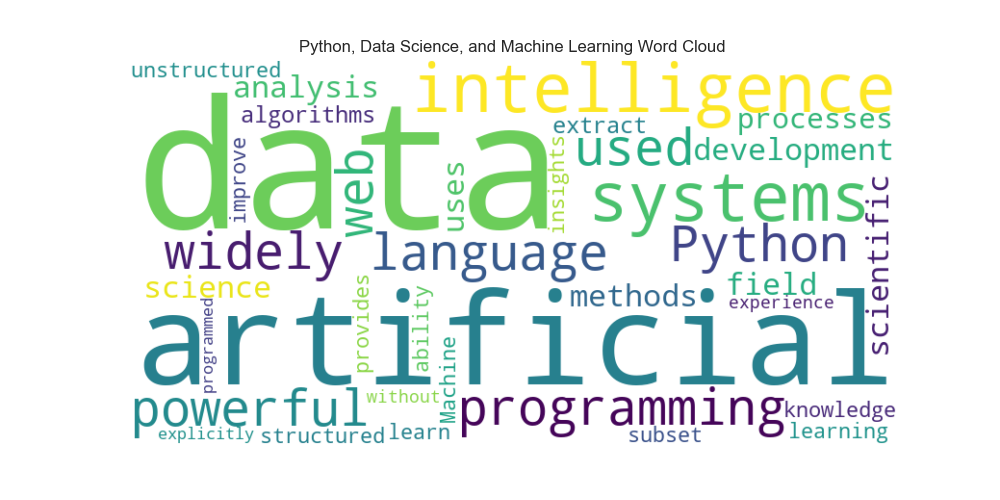 Python, Data Science, and Machine Learning Word Cloud
unstructured
intelligence
analysis
algorithms
data
extract
processes
used
development
improve
web
uses
insights
systems
scientific
widely
language
Python
science
methods
field
experience
programmed
artificial
provides
ability
Machine
without
powerful
programming
knowledge
explicitly
structured
learn
subset
learning